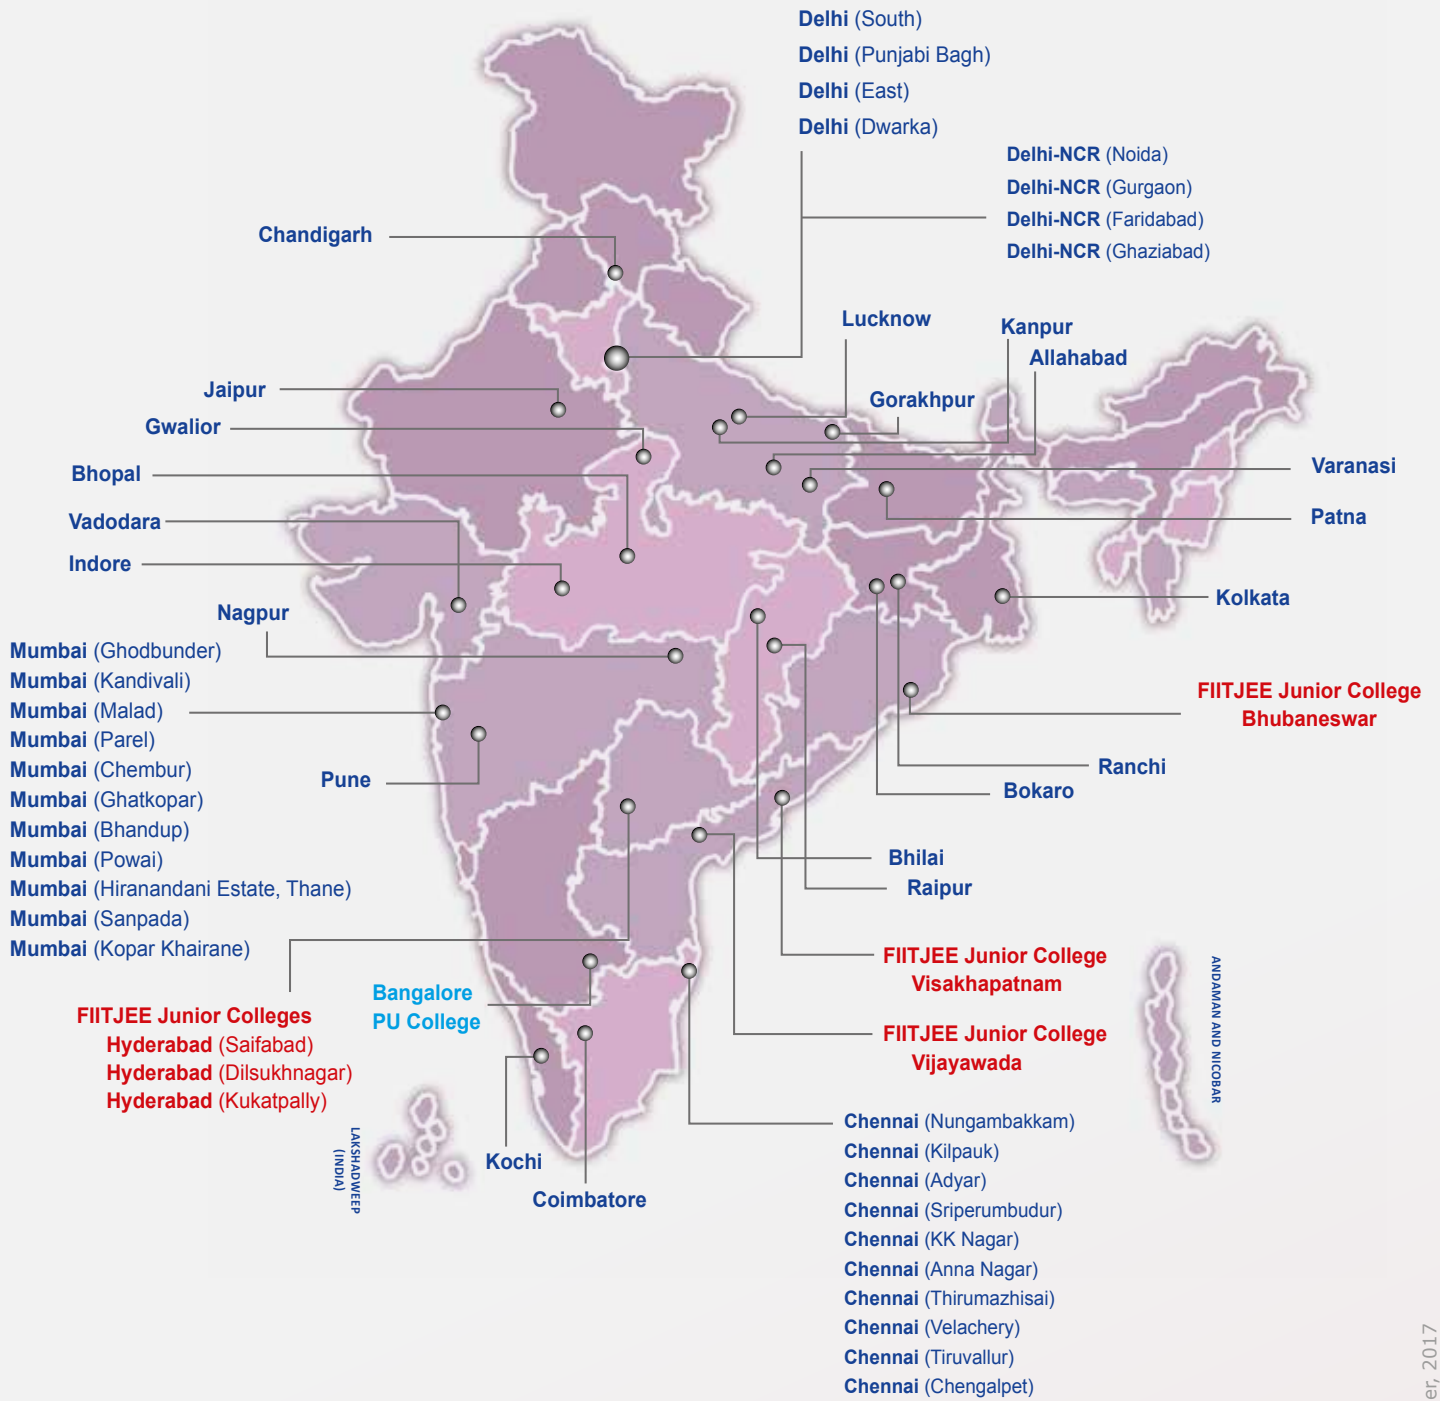 Delhi (South)
Delhi (Punjabi Bagh)
Delhi (East)
Delhi (Dwarka)
Delhi-NCR (Noida)
Delhi-NCR (Gurgaon)
Delhi-NCR (Faridabad)
Delhi-NCR (Ghaziabad)
Chandigarh
Lucknow
Kanpur
Allahabad
Jaipur
Gorakhpur
Gwalior
Bhopal
Varanasi
Vadodara
Patna
Indore
Kolkata
Nagpur
Mumbai (Ghodbunder)
Mumbai (Kandivali)
Mumbai (Malad)
Mumbai (Parel)
Mumbai (Chembur)
Mumbai (Ghatkopar)
Mumbai (Bhandup)
Mumbai (Powai)
Mumbai (Hiranandani Estate, Thane)
Mumbai (Sanpada)
Mumbai (Kopar Khairane)
Pune
FIITJEE Junior College
Bhubaneswar
Ranchi
Bokaro
Bhilai
Raipur
FIITJEE Junior College
Visakhapatnam
FIITJEE Junior College
Vijayawada
Bangalore
PU College
FIITJEE Junior Colleges
Hyderabad (Saifabad)
Hyderabad (Dilsukhnagar)
Hyderabad (Kukatpally)
ANDAMAN AND NICOBAR
LAKSHADWEEP
(INDIA)
Kochi
Coimbatore
Chennai (Nungambakkam)
Chennai (Kilpauk)
Chennai (Adyar)
Chennai (Sriperumbudur)
Chennai (KK Nagar)
Chennai (Anna Nagar)
Chennai (Thirumazhisai)
Chennai (Velachery)
Chennai (Tiruvallur)
Chennai (Chengalpet)
er, 2017